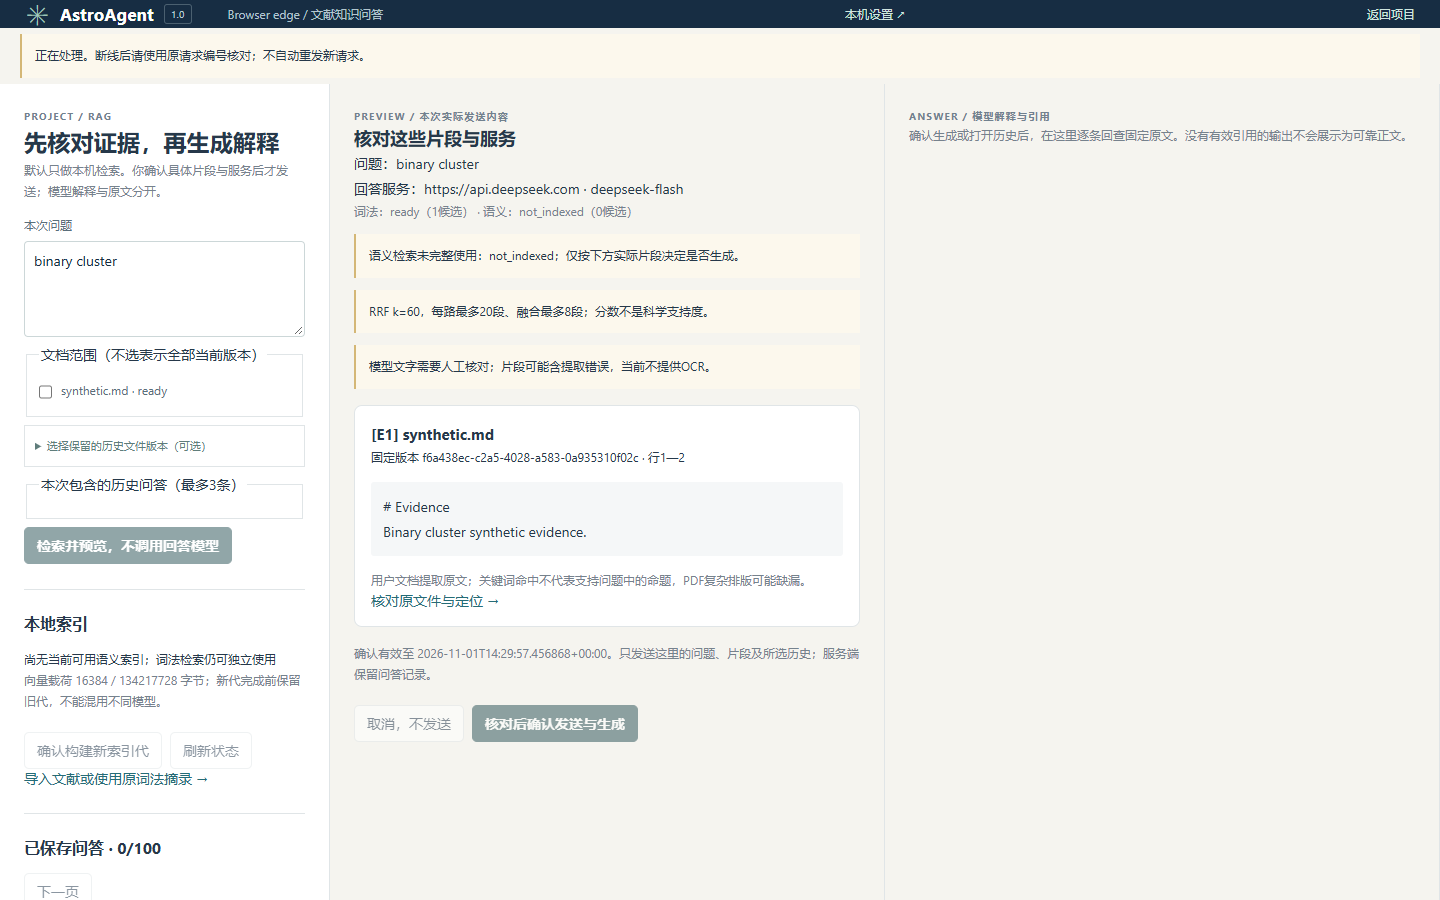 AstroAgent 1.0 Browser edge / 文献知识问答 本机设置 ↗ 返回项目
正在处理。断线后请使用原请求编号核对；不自动重发新请求。
PROJECT / RAG
先核对证据，再生成解释
默认只做本机检索。你确认具体片段与服务后才发
送；模型解释与原文分开。
本次问题
binary cluster
文档范围（不选表示全部当前版本）
synthetic.md · ready
▶ 选择保留的历史文件版本（可选）
本次包含的历史问答（最多3条）
检索并预览，不调用回答模型
本地索引
尚无当前可用语义索引；词法检索仍可独立使用
向量载荷 16384 / 134217728 字节；新代完成前保留
旧代，不能混用不同模型。
确认构建新索引代 刷新状态
导入文献或使用原词法摘录 →
已保存问答 · 0/100
下一页
PREVIEW / 本次实际发送内容
核对这些片段与服务
问题：binary cluster
回答服务：https://api.deepseek.com · deepseek-flash
词法：ready（1候选） · 语义：not_indexed（0候选）
语义检索未完整使用：not_indexed；仅按下方实际片段决定是否生成。
RRF k=60，每路最多20段、融合最多8段；分数不是科学支持度。
模型文字需要人工核对；片段可能含提取错误，当前不提供OCR。
[E1] synthetic.md
固定版本 f6a438ec-c2a5-4028-a583-0a935310f02c · 行1—2
# Evidence
Binary cluster synthetic evidence.
用户文档提取原文；关键词命中不代表支持问题中的命题，PDF复杂排版可能缺漏。
核对原文件与定位 →
确认有效至 2026-11-01T14:29:57.456868+00:00。只发送这里的问题、片段及所选历史；服务端
保留问答记录。
取消，不发送 核对后确认发送与生成
ANSWER / 模型解释与引用
确认生成或打开历史后，在这里逐条回查固定原文。没有有效引用的输出不会展示为可靠正文。